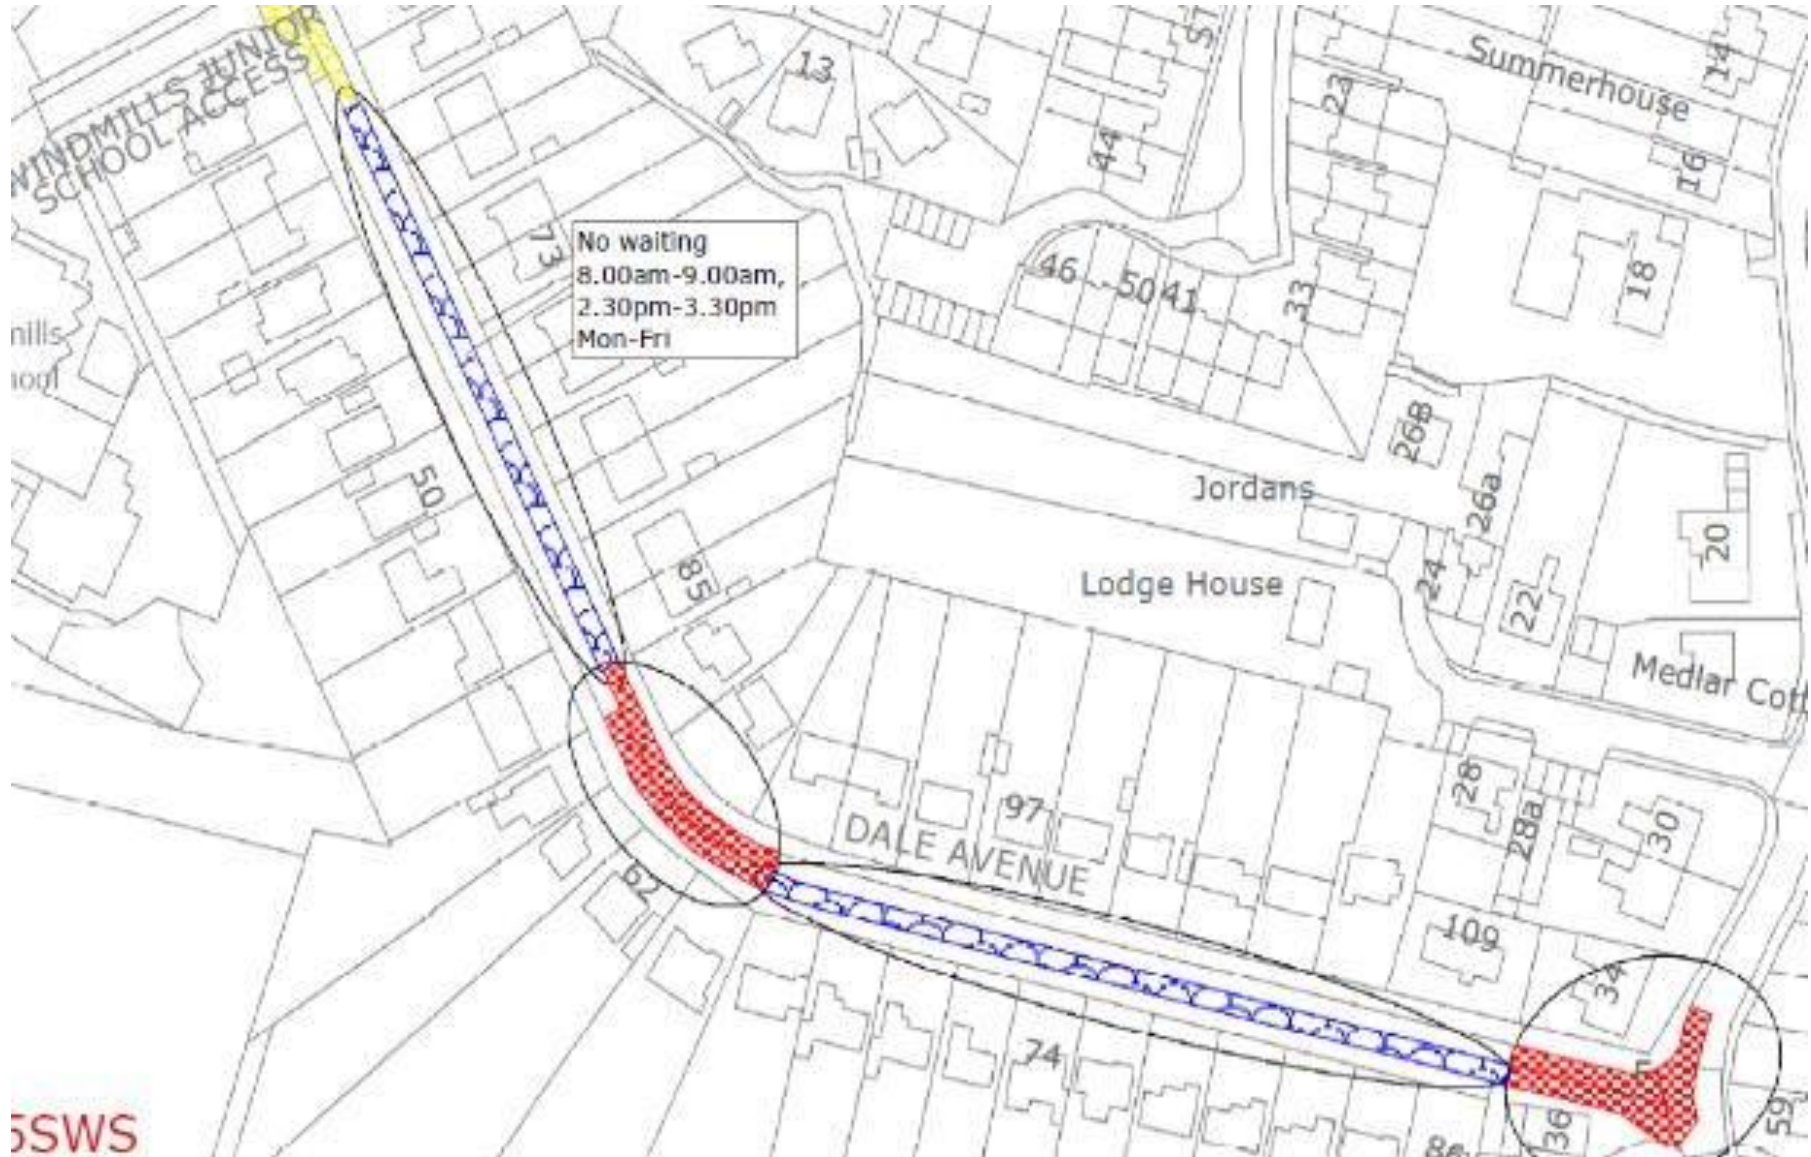 WINDMILLS JUNIOR
SCHOOL ACCESS
13
Summerhouse
14
23
44
16
73
No waiting
8.00am-9.00am,
2.30pm-3.30pm
Mon-Fri
46
50
41
33
18
26B
50
Jordans
26a
20
85
Lodge House
24
22
Medlar Cott
28
97
28a
30
DALE AVENUE
62
109
34
74
36
59
86
5SWS